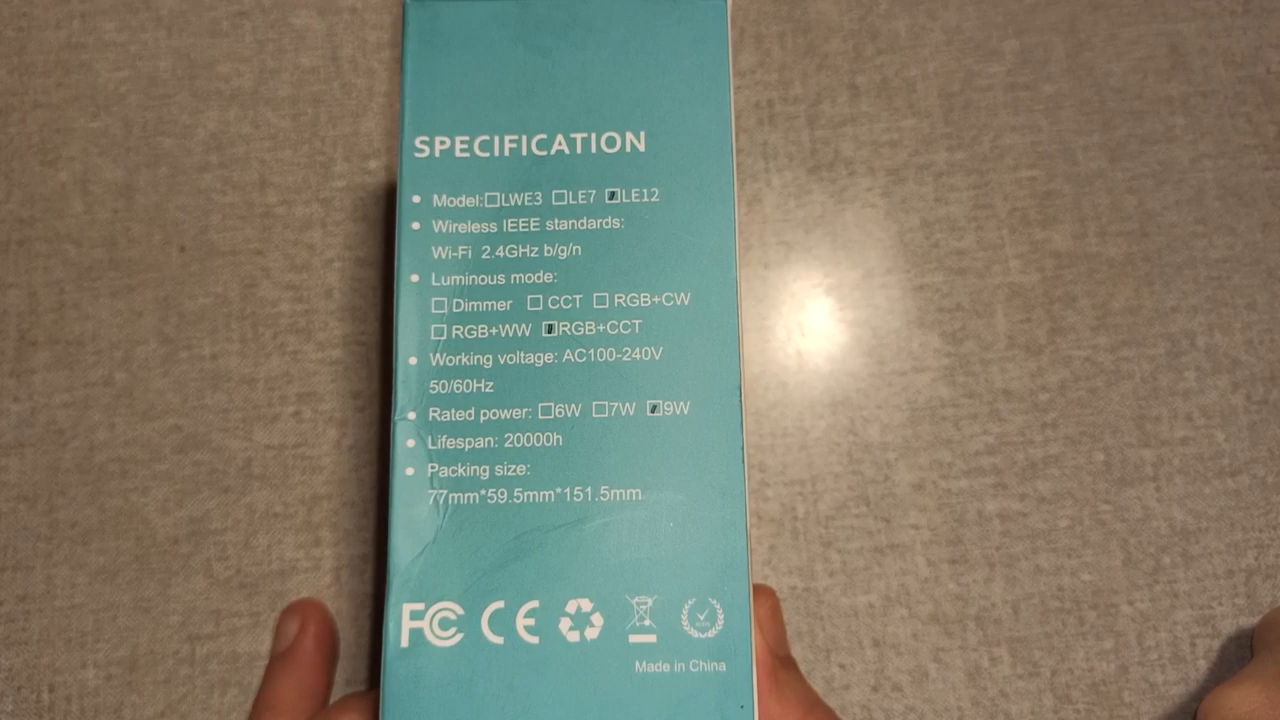 SPECIFICATION
• Model:☐LWE3 ☐LE7 ☑LE12
• Wireless IEEE standards:
Wi-Fi 2.4GHz b/g/n
• Luminous mode:
☐ Dimmer ☐ CCT ☐ RGB+CW
☐ RGB+WW ☑RGB+CCT
• Working voltage: AC100-240V
50/60Hz
• Rated power: ☐6W ☐7W ☑9W
• Lifespan: 20000h
• Packing size:
77mm*59.5mm*151.5mm
FC CE
Made in China